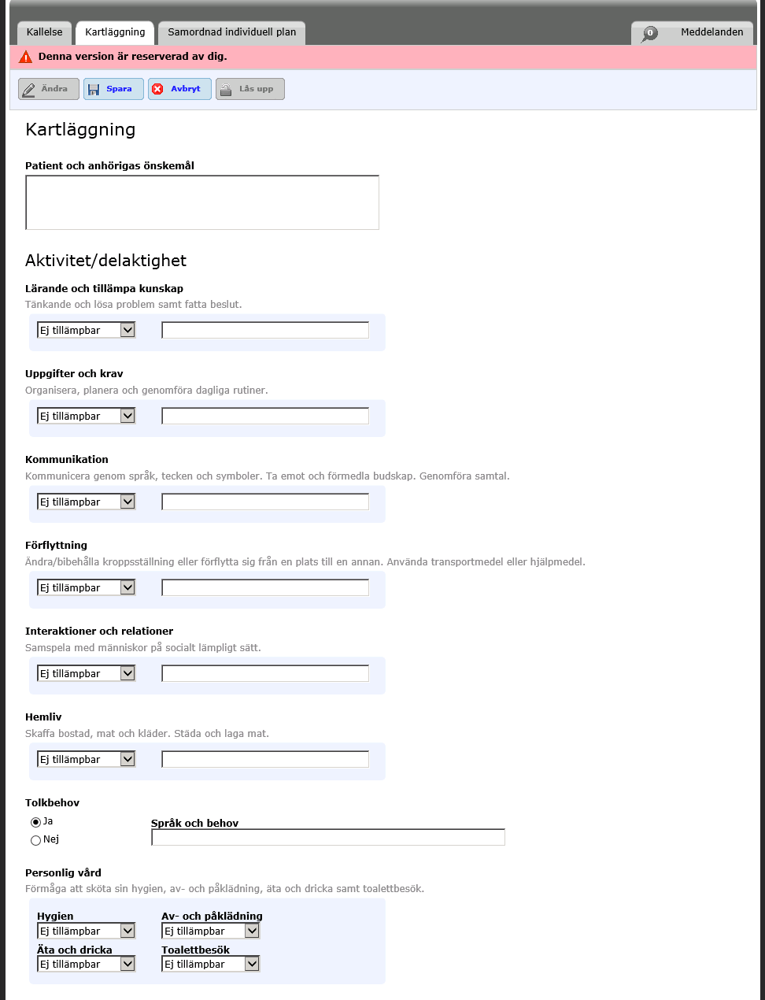 Kallelse Kartläggning Samordnad individuell plan 0 Meddelanden
Denna version är reserverad av dig.
Ändra Spara Avbryt Lås upp
Kartläggning
Patient och anhörigas önskemål
Aktivitet/delaktighet
Lärande och tillämpa kunskap
Tänkande och lösa problem samt fatta beslut.
Ej tillämpbar
Uppgifter och krav
Organisera, planera och genomföra dagliga rutiner.
Ej tillämpbar
Kommunikation
Kommunicera genom språk, tecken och symboler. Ta emot och förmedla budskap. Genomföra samtal.
Ej tillämpbar
Förflyttning
Ändra/bibehålla kroppsställning eller förflytta sig från en plats till en annan. Använda transportmedel eller hjälpmedel.
Ej tillämpbar
Interaktioner och relationer
Samspela med människor på socialt lämpligt sätt.
Ej tillämpbar
Hemliv
Skaffa bostad, mat och kläder. Städa och laga mat.
Ej tillämpbar
Tolkbehov
Ja
Språk och behov
Nej
Personlig vård
Förmåga att sköta sin hygien, av- och påklädning, äta och dricka samt toalettbesök.
Hygien Av- och påklädning
Ej tillämpbar Ej tillämpbar
Äta och dricka Toalettbesök
Ej tillämpbar Ej tillämpbar